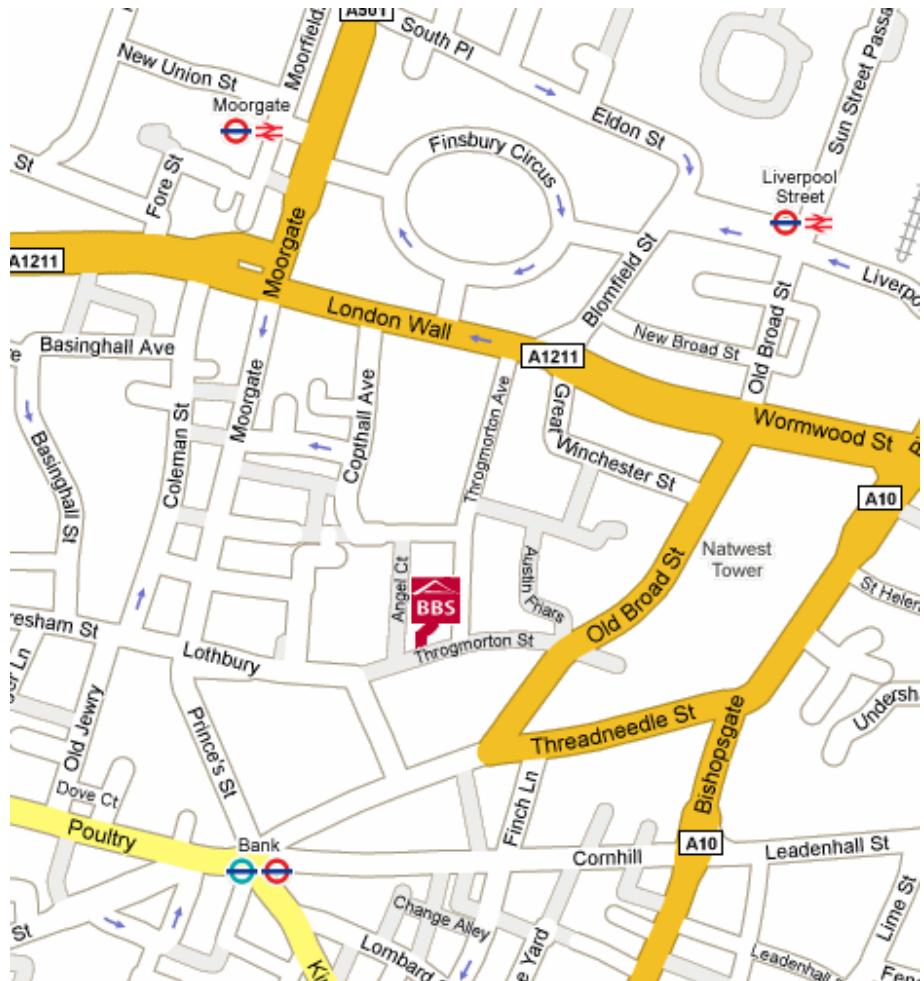 A501
South Pl
Moorfield
New Union St
Moorgate
Sun Street Passa
Eldon St
Finsbury Circus
St
Fore St
Liverpool
Street
Moorgate
Blomfield St
A1211
Liverpo
London Wall
Old Broad St
New Broad St
Basinghall Ave
A1211
Moorgate
Copthall Ave
Throgmorton Ave
Great
Winchester St
Wormwood St
B
Coleman St
Basinghall St
A10
Natwest
Tower
Austin
Friars
Angel Ct
BBS
Old Broad St
St Helen
resham St
Lothbury
Throgmorton St
Undersha
Old Jewry
Prince's St
Threadneedle St
Bishopsgate
Dove Ct
Finch Ln
Poultry
Bank
A10
Cornhill
Leadenhall St
Change Alley
Lime St
St
Lombard
e Yard
Leadenhall
Kin
Fen